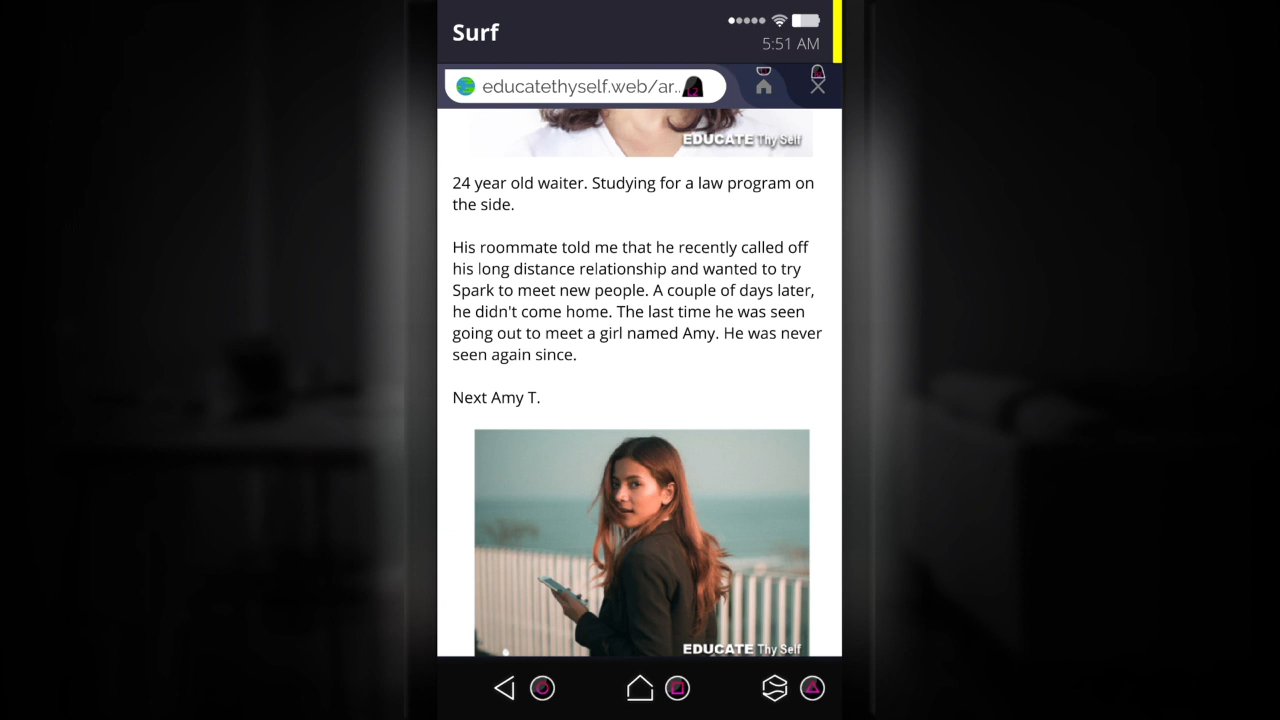 Surf
5:51 AM
educatethyself.web/ar..
L2
EDUCATE Thy Self
24 year old waiter. Studying for a law program on
the side.
His roommate told me that he recently called off
his long distance relationship and wanted to try
Spark to meet new people. A couple of days later,
he didn't come home. The last time he was seen
going out to meet a girl named Amy. He was never
seen again since.
Next Amy T.
EDUCATE Thy Self